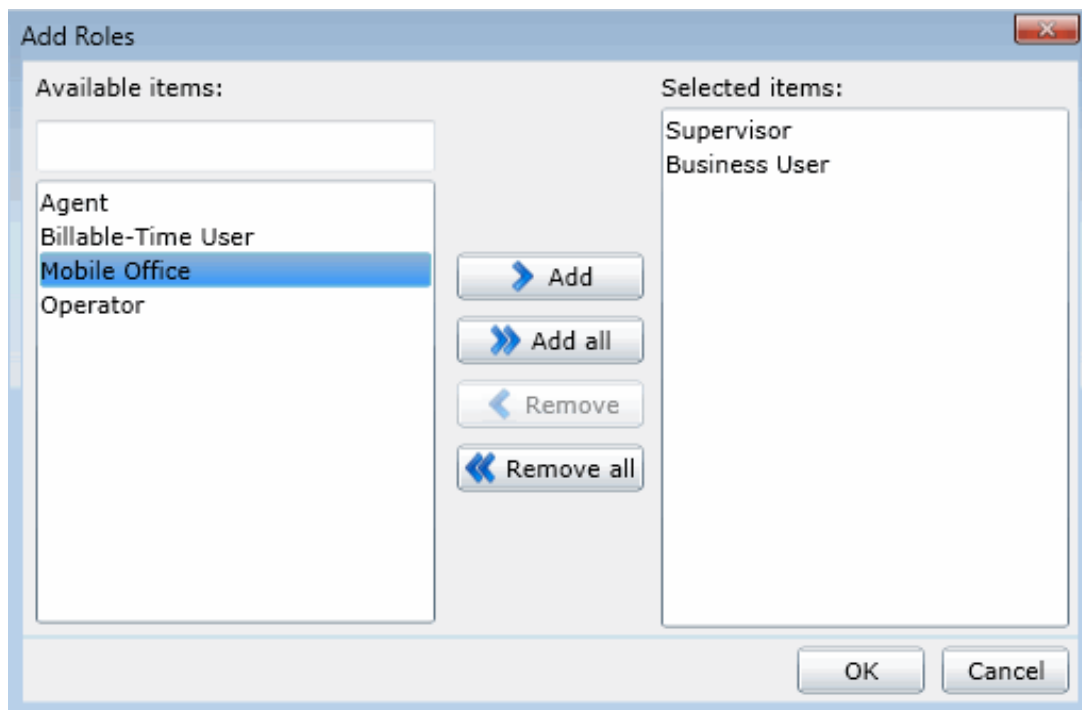 Add Roles
Available items:
Agent
Billable-Time User
Mobile Office
Operator
Add
Add all
Remove
Remove all
Selected items:
Supervisor
Business User
OK
Cancel